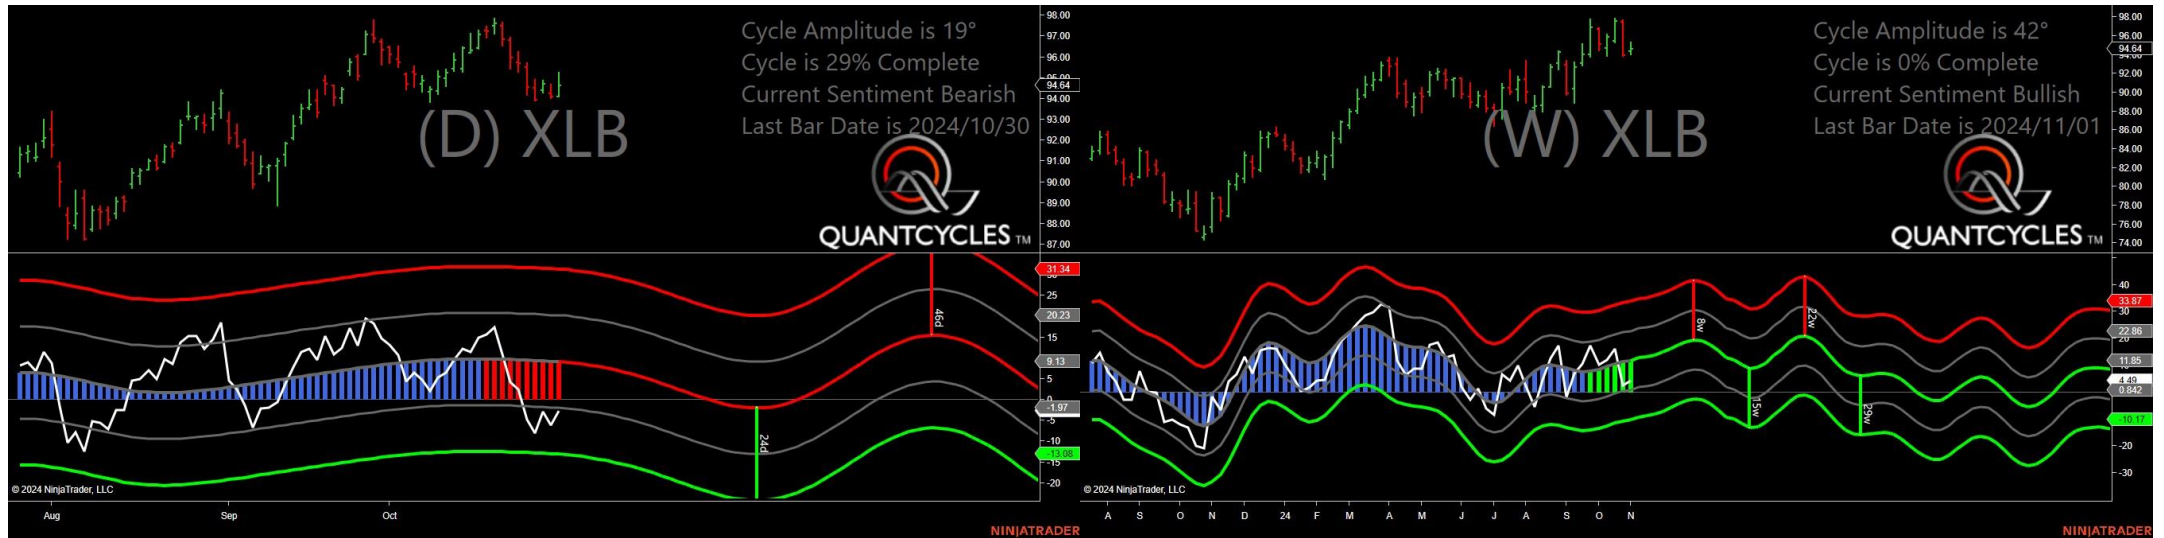 Cycle Amplitude is 19°
Cycle is 29% Complete
Current Sentiment Bearish
Last Bar Date is 2024/10/30
(D) XLB
QUANTCYCLES TM
98.00
97.00
96.00
95.00
94.64
94.00
93.00
92.00
91.00
90.00
89.00
88.00
87.00
31.34
25
20.23
15
9.13
5
0
-1.97
-5
-10
-13.08
-15
-20
46d
24d
© 2024 NinjaTrader, LLC
Aug Sep Oct
NINJATRADER
Cycle Amplitude is 42°
Cycle is 0% Complete
Current Sentiment Bullish
Last Bar Date is 2024/11/01
(W) XLB
QUANTCYCLES TM
98.00
96.00
94.64
92.00
90.00
88.00
86.00
84.00
82.00
80.00
78.00
76.00
74.00
40
33.87
30
22.86
20
11.85
4.49
0.842
-10.17
-20
-30
8w
22w
15w
29w
© 2024 NinjaTrader, LLC
A S O N D 24 F M A M J J A S O N
NINJATRADER